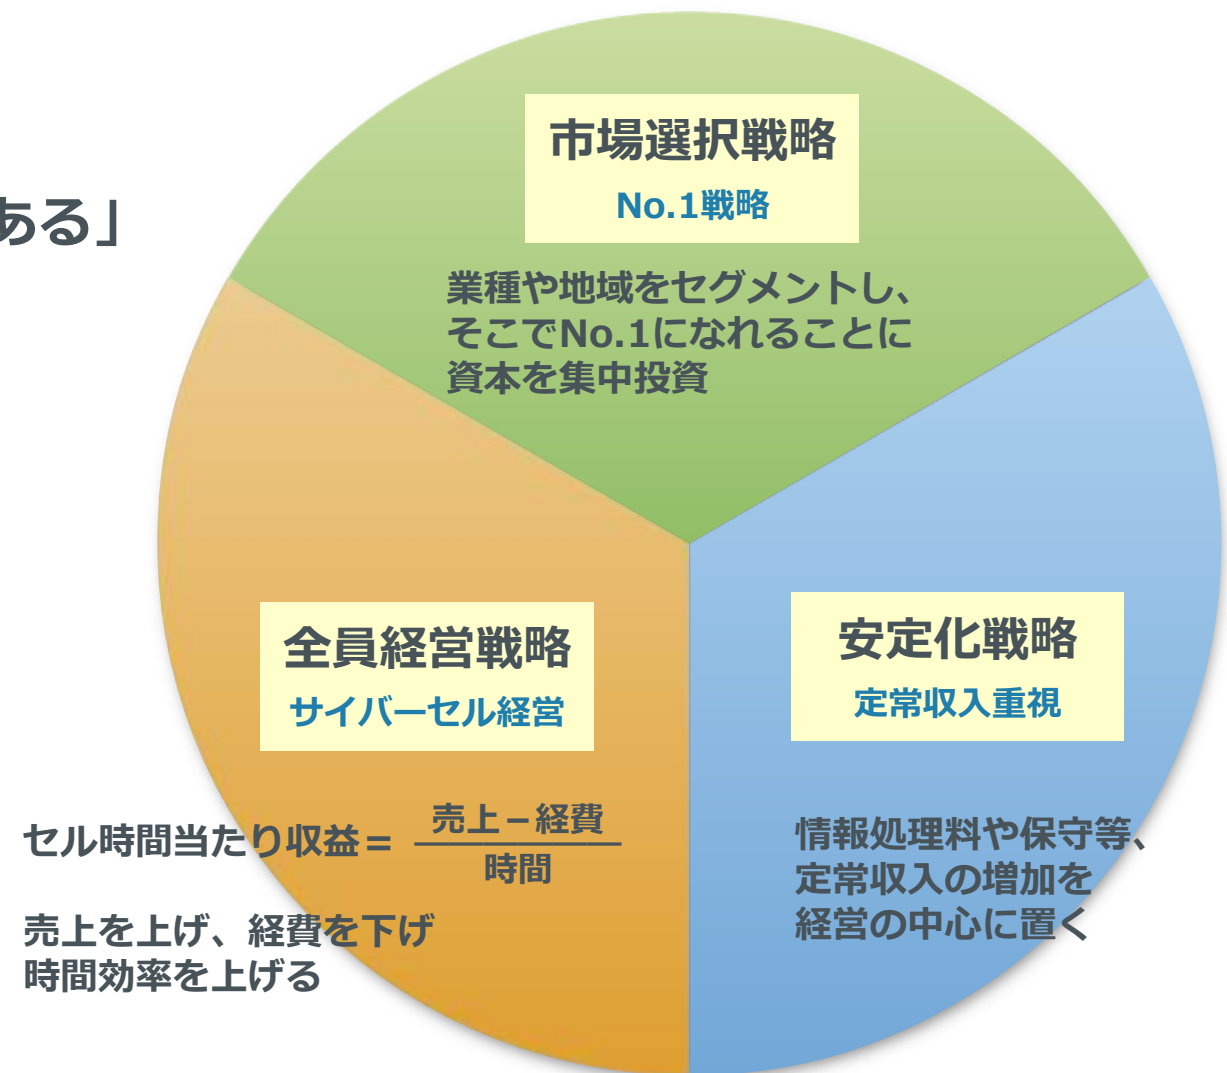 ある」
市場選択戦略
No.1戦略
業種や地域をセグメントし、
そこでNo.1になれることに
資本を集中投資
全員経営戦略
サイバーセル経営
セル時間当たり収益= 売上-経費
時間
売上を上げ、経費を下げ
時間効率を上げる
安定化戦略
定常収入重視
情報処理料や保守等、
定常収入の増加を
経営の中心に置く